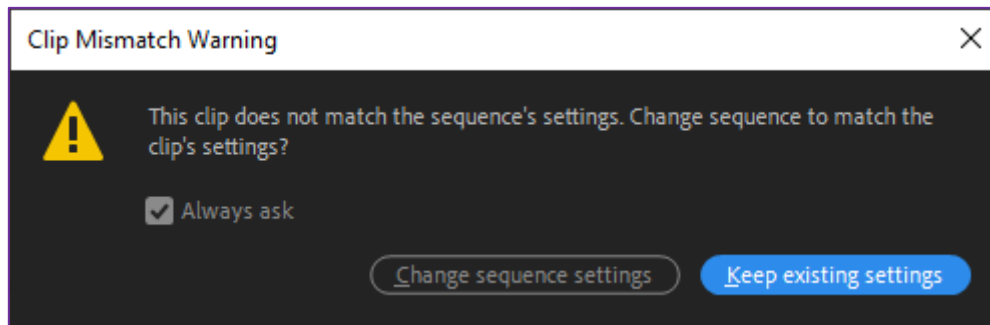 Clip Mismatch Warning
This clip does not match the sequence's settings. Change sequence to match the
clip's settings?
Always ask
Change sequence settings
Keep existing settings